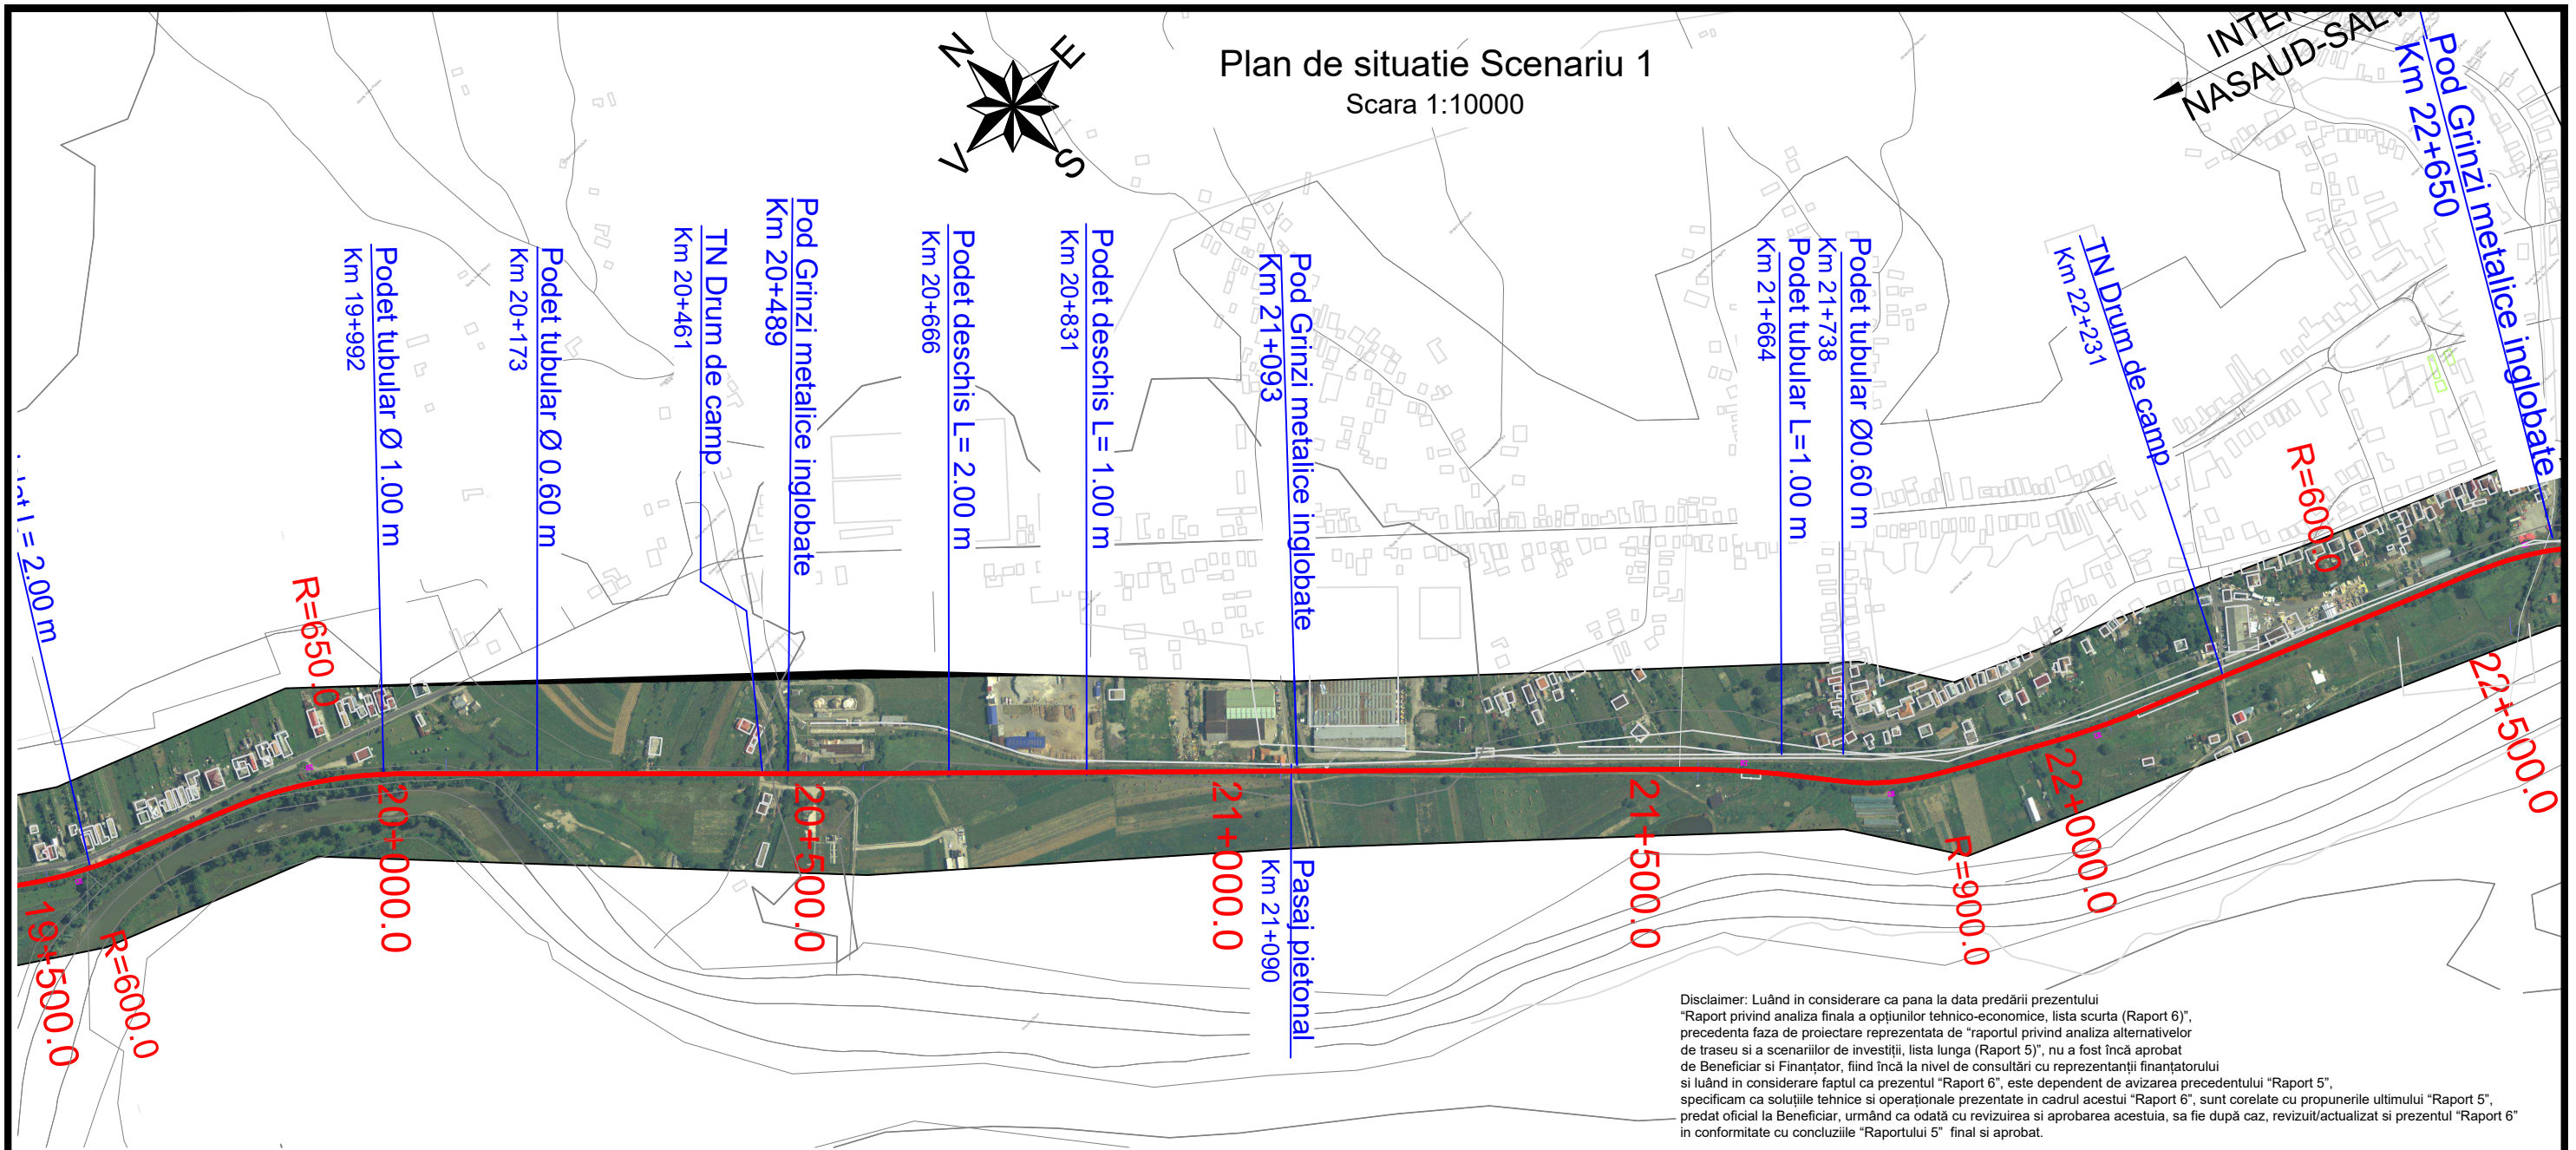 Plan de situatie Scenariu 1
Scara 1:10000
N
E
V
S
NASAUD-SAL
L = 2.00 m
Podet tubular Ø 1.00 m
Km 19+992
Podet tubular Ø 0.60 m
Km 20+173
TN Drum de camp
Km 20+461
Pod Grinzi metalice inglobate
Km 20+489
Podet deschis L= 2.00 m
Km 20+666
Podet deschis L= 1.00 m
Km 20+831
Pod Grinzi metalice inglobate
Km 21+093
Podet tubular L=1.00 m
Km 21+664
Podet tubular Ø0.60 m
Km 21+738
TN Drum de camp
Km 22+231
Pod Grinzi metalice inglobate
Km 22+650
R=650.0
R=600.0
19+500.0
R=600.0
20+000.0
20+500.0
21+000.0
Pasaj pietonal
Km 21+090
21+500.0
R=900.0
22+000.0
22+500.0
Disclaimer: Luând in considerare ca pana la data predării prezentului
“Raport privind analiza finala a opțiunilor tehnico-economice, lista scurta (Raport 6)”,
precedenta faza de proiectare reprezentata de “raportul privind analiza alternativelor
de traseu si a scenariilor de investiții, lista lunga (Raport 5)”, nu a fost încă aprobat
de Beneficiar si Finanțator, fiind încă la nivel de consultări cu reprezentanții finanțatorului
si luând in considerare faptul ca prezentul “Raport 6”, este dependent de avizarea precedentului “Raport 5”,
specificam ca soluțiile tehnice si operaționale prezentate in cadrul acestui “Raport 6”, sunt corelate cu propunerile ultimului “Raport 5”,
predat oficial la Beneficiar, urmând ca odată cu revizuirea si aprobarea acestuia, sa fie după caz, revizuit/actualizat si prezentul “Raport 6”
in conformitate cu concluziile “Raportului 5” final si aprobat.